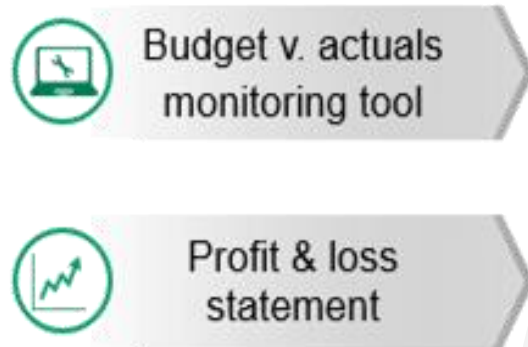 Budget v. actuals
monitoring tool
Profit & loss
statement